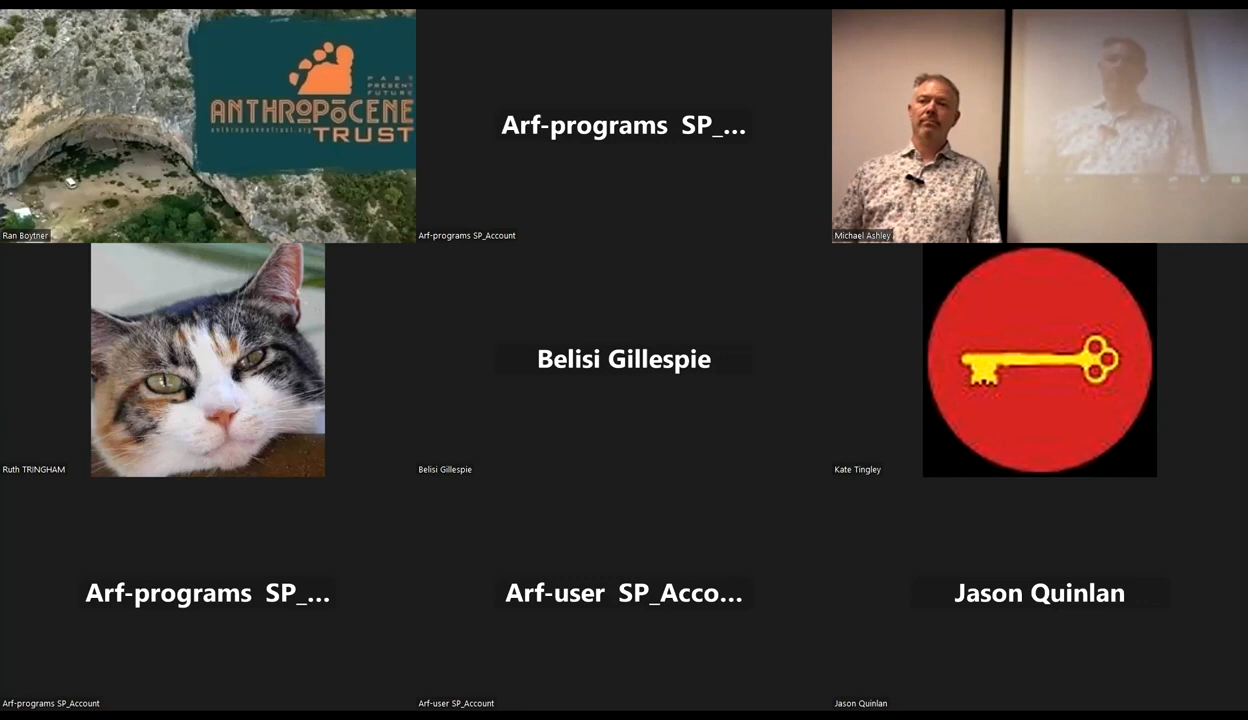 PAST
PRESENT
FUTURE
ANTHROPOCENE
anthropocenetrust.org
TRUST
Ran Boytner
Arf-programs SP_...
Arf-programs SP_Account
Michael Ashley
Ruth TRINGHAM
Belisi Gillespie
Belisi Gillespie
Kate Tingley
Arf-programs SP_...
Arf-programs SP_Account
Arf-user SP_Acco...
Arf-user SP_Account
Jason Quinlan
Jason Quinlan